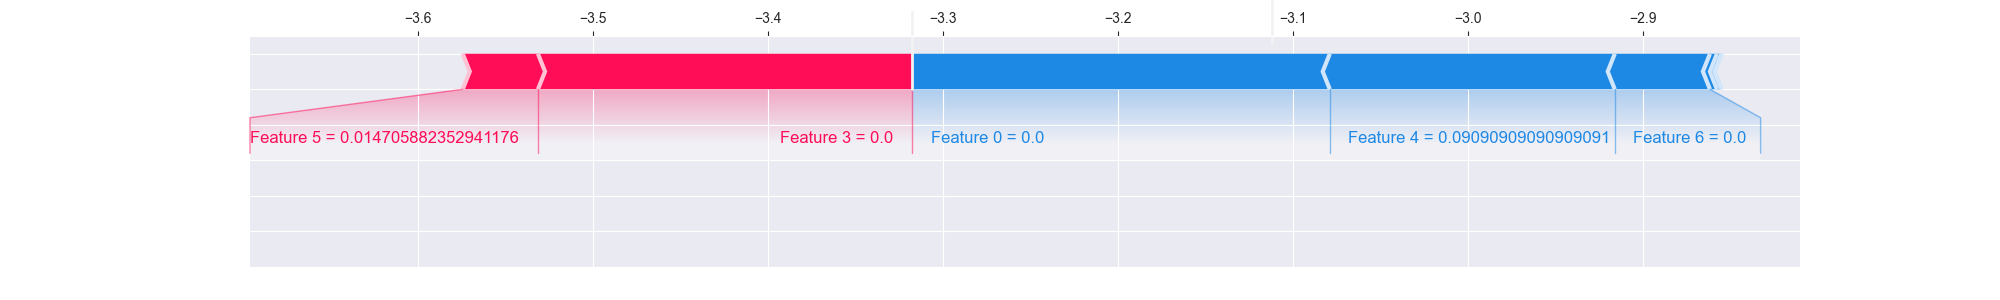 −3.6 −3.5 −3.4 −3.3 −3.2 −3.1 −3.0 −2.9
Feature 5 = 0.014705882352941176 Feature 3 = 0.0 Feature 0 = 0.0 Feature 4 = 0.09090909090909091 Feature 6 = 0.0